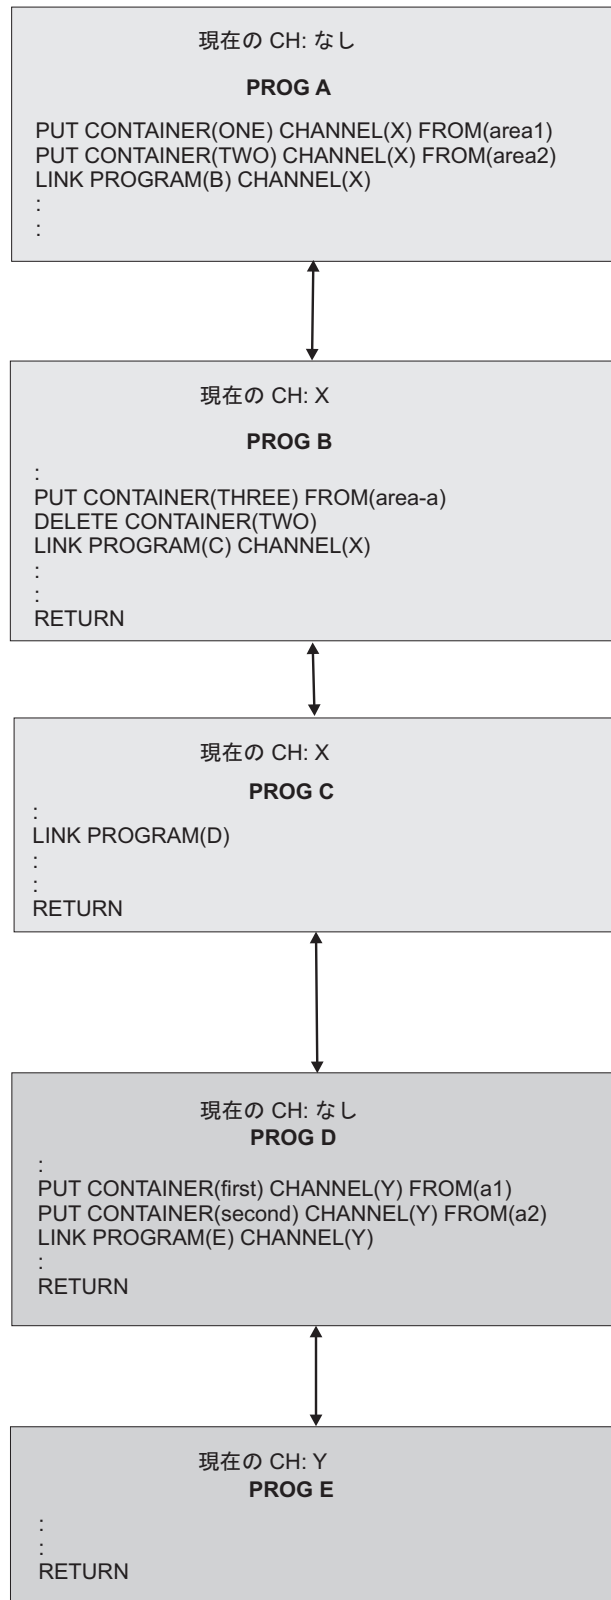 現在の CH: なし
PROG A
PUT CONTAINER(ONE) CHANNEL(X) FROM(area1)
PUT CONTAINER(TWO) CHANNEL(X) FROM(area2)
LINK PROGRAM(B) CHANNEL(X)
:
:
現在の CH: X
PROG B
:
PUT CONTAINER(THREE) FROM(area-a)
DELETE CONTAINER(TWO)
LINK PROGRAM(C) CHANNEL(X)
:
:
RETURN
現在の CH: X
PROG C
:
LINK PROGRAM(D)
:
:
RETURN
現在の CH: なし
PROG D
:
PUT CONTAINER(first) CHANNEL(Y) FROM(a1)
PUT CONTAINER(second) CHANNEL(Y) FROM(a2)
LINK PROGRAM(E) CHANNEL(Y)
:
RETURN
現在の CH: Y
PROG E
:
:
RETURN